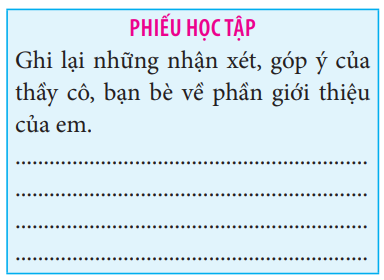 PHIẾU HỌC TẬP
Ghi lại những nhận xét, góp ý của
thầy cô, bạn bè về phần giới thiệu
của em.
................................................................
................................................................
................................................................
................................................................